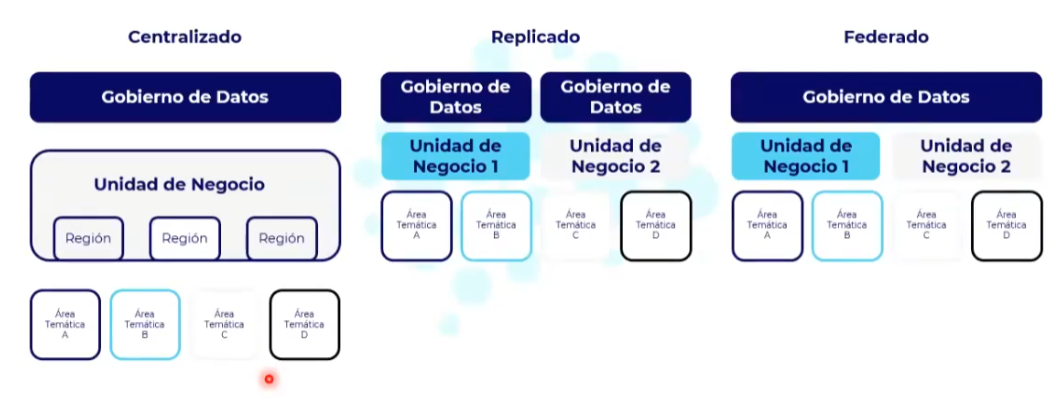 Centralizado
Gobierno de Datos
Unidad de Negocio
Región
Región
Región
Área
Temática
A
Área
Temática
B
Área
Temática
C
Área
Temática
D
Replicado
Gobierno de
Datos
Gobierno de
Datos
Unidad de
Negocio 1
Unidad de
Negocio 2
Área
Temática
A
Área
Temática
B
Área
Temática
C
Área
Temática
D
Federado
Gobierno de Datos
Unidad de
Negocio 1
Unidad de
Negocio 2
Área
Temática
A
Área
Temática
B
Área
Temática
C
Área
Temática
D